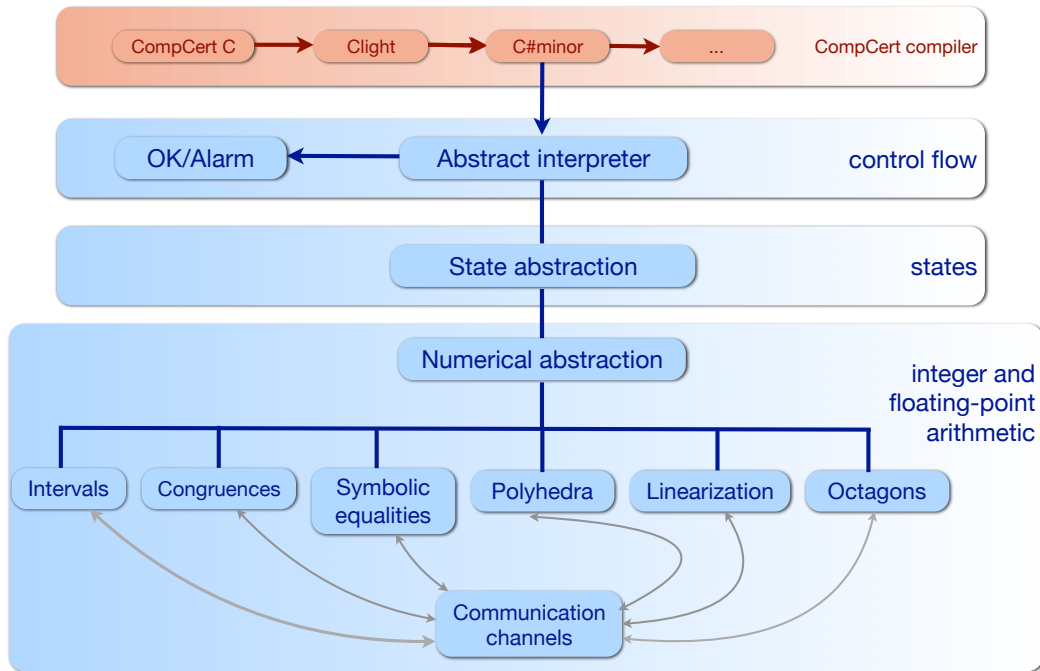 CompCert C
Clight
C#minor
...
CompCert compiler
OK/Alarm
Abstract interpreter
control flow
State abstraction
states
Numerical abstraction
integer and
floating-point
arithmetic
Intervals
Congruences
Symbolic
equalities
Polyhedra
Linearization
Octagons
Communication
channels